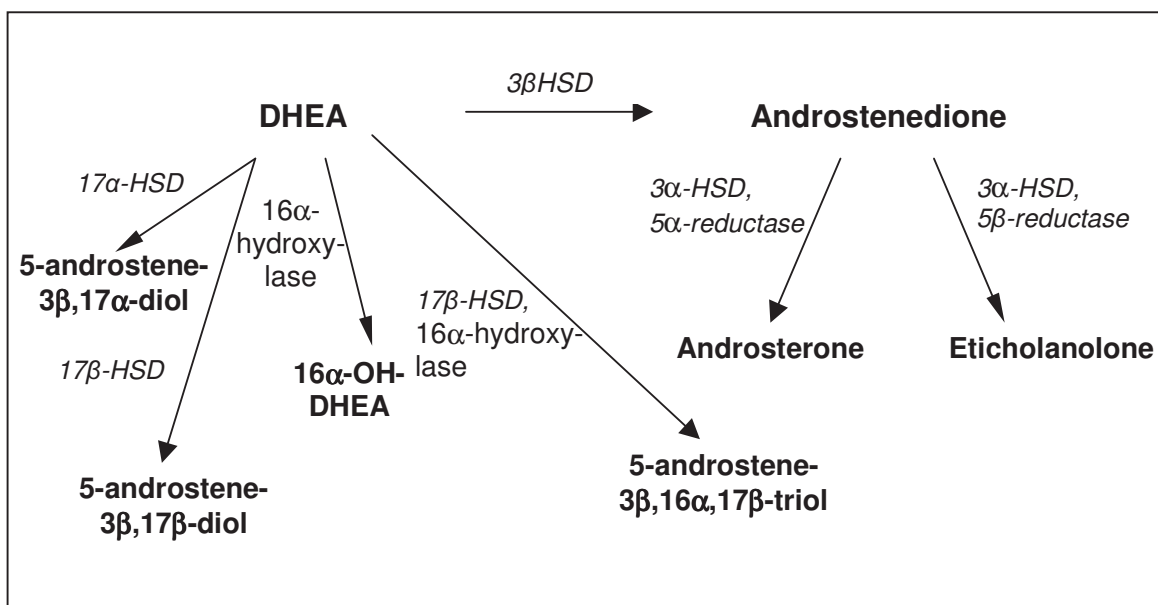 3βHSD
DHEA
Androstenedione
17α-HSD
16α-
hydroxy-
lase
3α-HSD,
5α-reductase
3α-HSD,
5β-reductase
5-androstene-
3β,17α-diol
17β-HSD,
16α-hydroxy-
lase
Androsterone
Eticholanolone
17β-HSD
16α-OH-
DHEA
5-androstene-
3β,17β-diol
5-androstene-
3β,16α,17β-triol